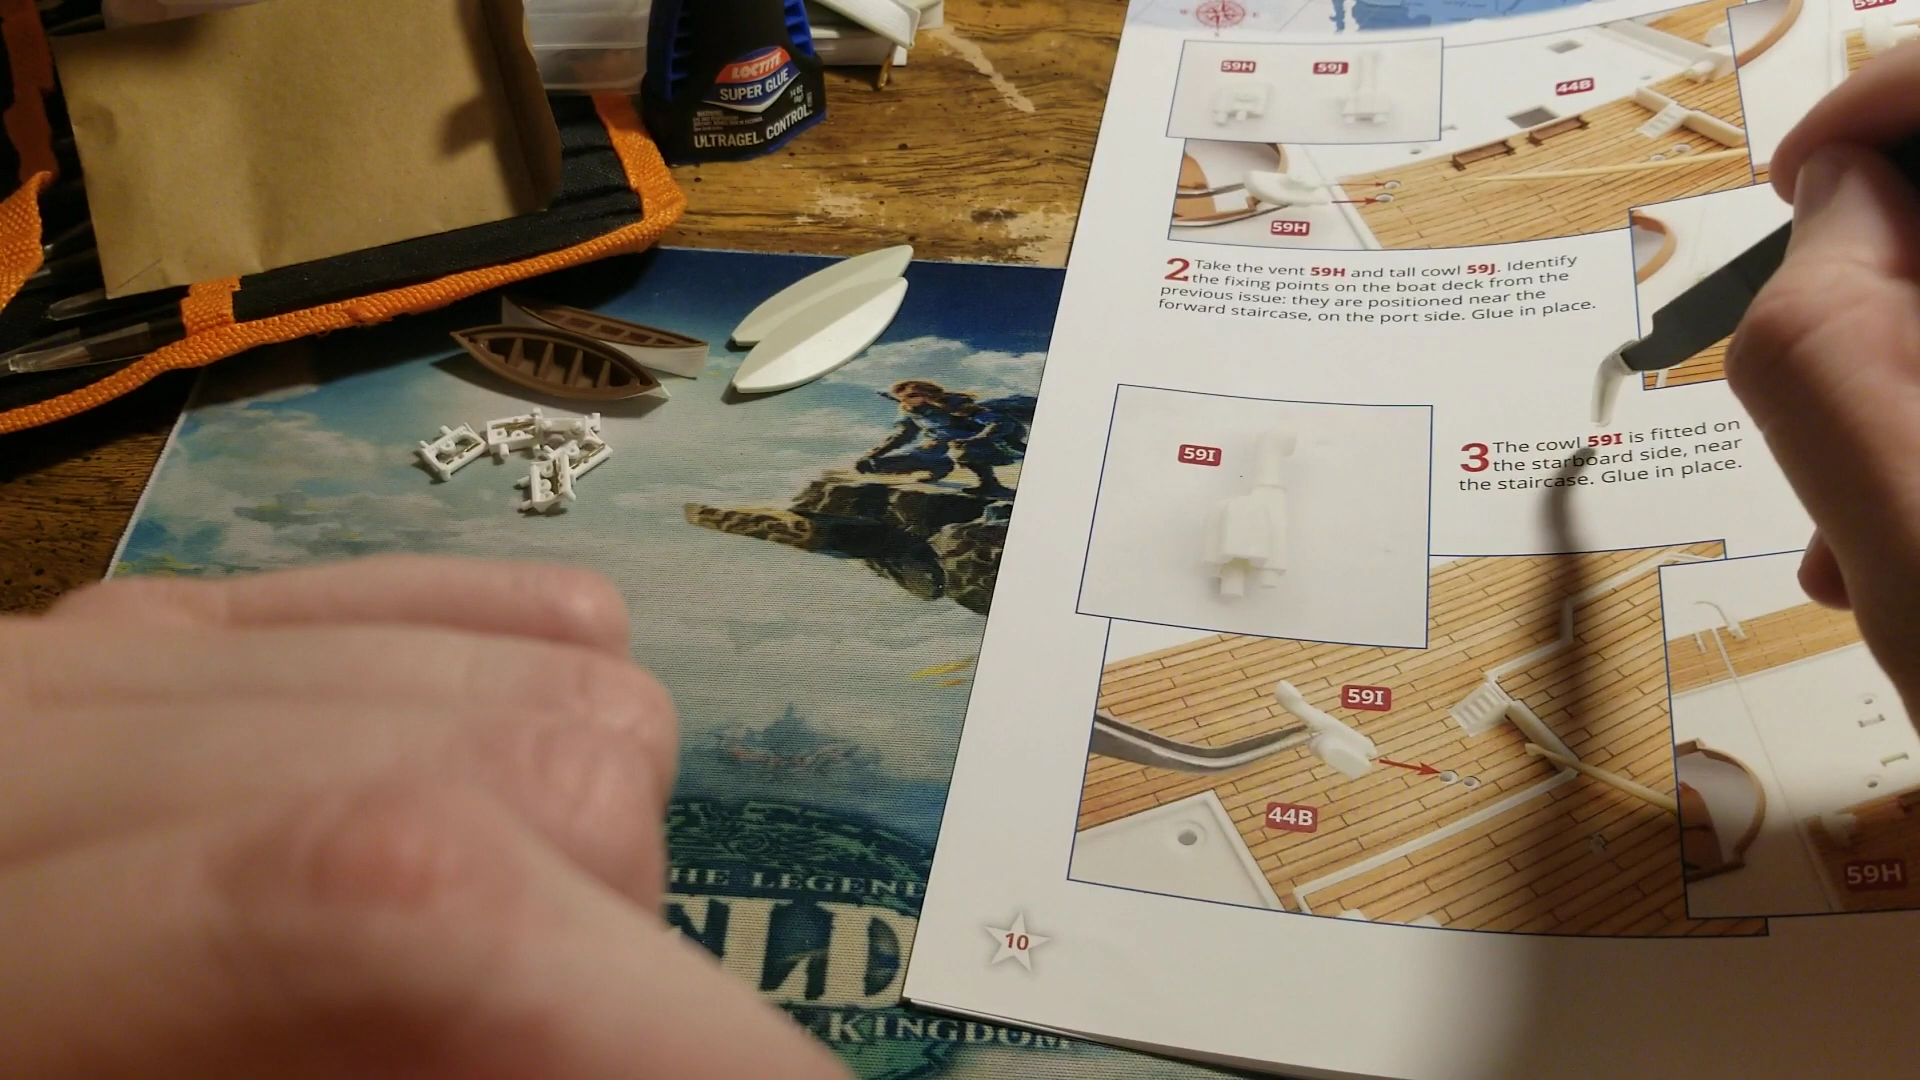 LOCTITE
SUPER GLUE
ULTRAGEL. CONTROL.
59H
59J
44B
59H
2 Take the vent 59H and tall cowl 59J. Identify
the fixing points on the boat deck from the
previous issue: they are positioned near the
forward staircase, on the port side. Glue in place.
59I
3 The cowl 59I is fitted on
the starboard side, near
the staircase. Glue in place.
59I
44B
59H
10
HE LEGEND
KINGDOM